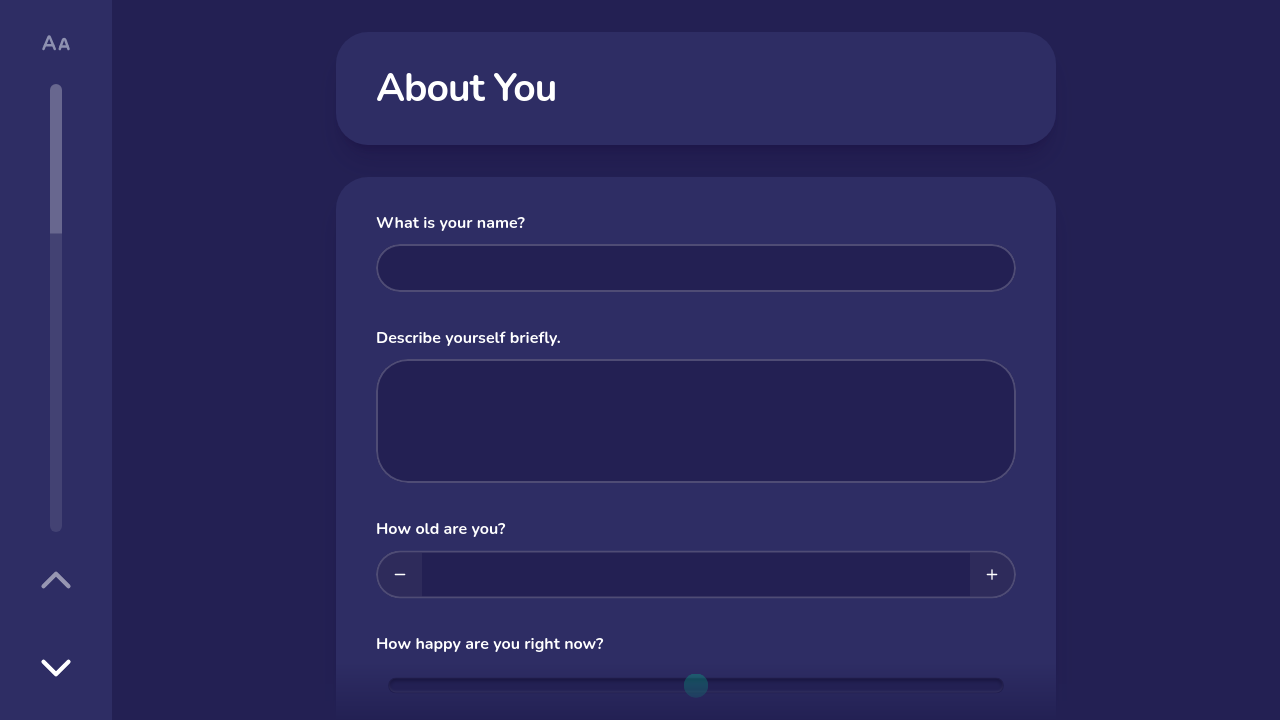 AA
About You
What is your name?
Describe yourself briefly.
How old are you?
− +
How happy are you right now?